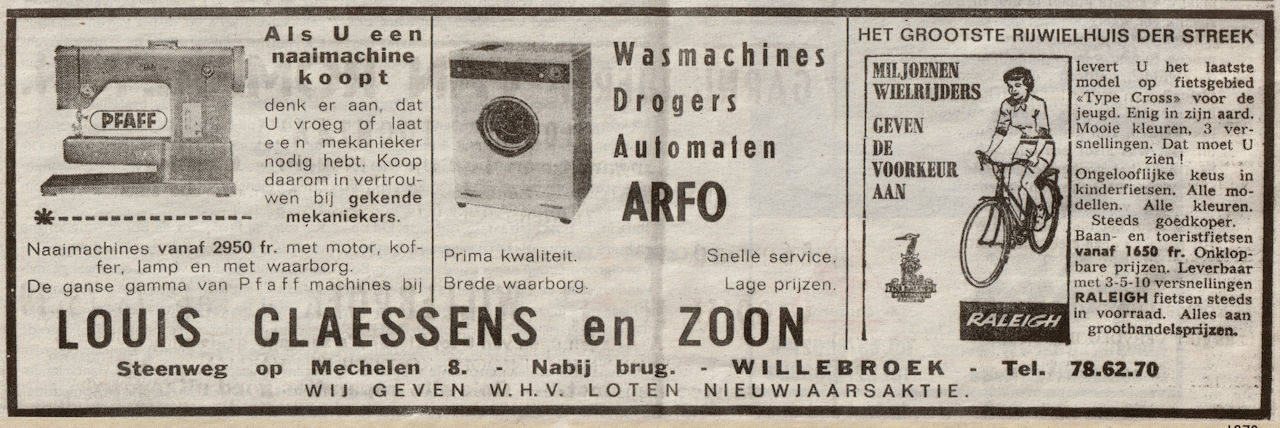 Als U een
naaimachine
koopt
denk er aan, dat
U vroeg of laat
een mekanieker
nodig hebt. Koop
daarom in vertrou-
wen bij gekende
mekaniekers.
PFAFF
Naaimachines vanaf 2950 fr. met motor, kof-
fer, lamp en met waarborg.
De ganse gamma van Pfaff machines bij
Wasmachines
Drogers
Automaten
ARFO
Prima kwaliteit.
Snelle service.
Brede waarborg.
Lage prijzen.
HET GROOTSTE RIJWIELHUIS DER STREEK
MILJOENEN
WIELRIJDERS
GEVEN
DE
VOORKEUR
AAN
RALEIGH
levert U het laatste
model op fietsgebied
«Type Cross» voor de
jeugd. Enig in zijn aard.
Mooie kleuren, 3 ver-
snellingen. Dat moet U
zien !
Ongelooflijke keus in
kinderfietsen. Alle mo-
dellen. Alle kleuren.
Steeds goedkoper.
Baan- en toeristfietsen
vanaf 1650 fr. Onklop-
bare prijzen. Leverbaar
met 3-5-10 versnellingen
RALEIGH fietsen steeds
in voorraad. Alles aan
groothandelsprijzen.
LOUIS CLAESSENS en ZOON
Steenweg op Mechelen 8. - Nabij brug. - WILLEBROEK - Tel. 78.62.70
WIJ GEVEN W.H.V. LOTEN NIEUWJAARSAKTIE.